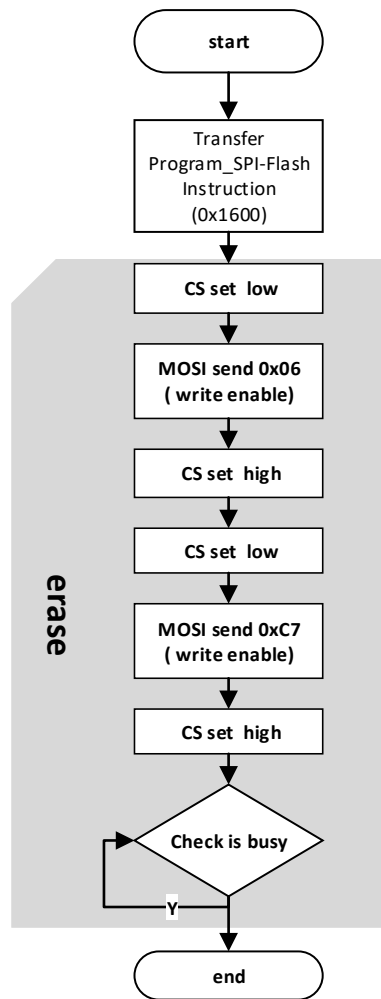 start
Transfer
Program_SPI-Flash
Instruction
(0x1600)
CS set low
MOSI send 0x06
( write enable)
CS set high
CS set low
erase
MOSI send 0xC7
( write enable)
CS set high
Check is busy
Y
end